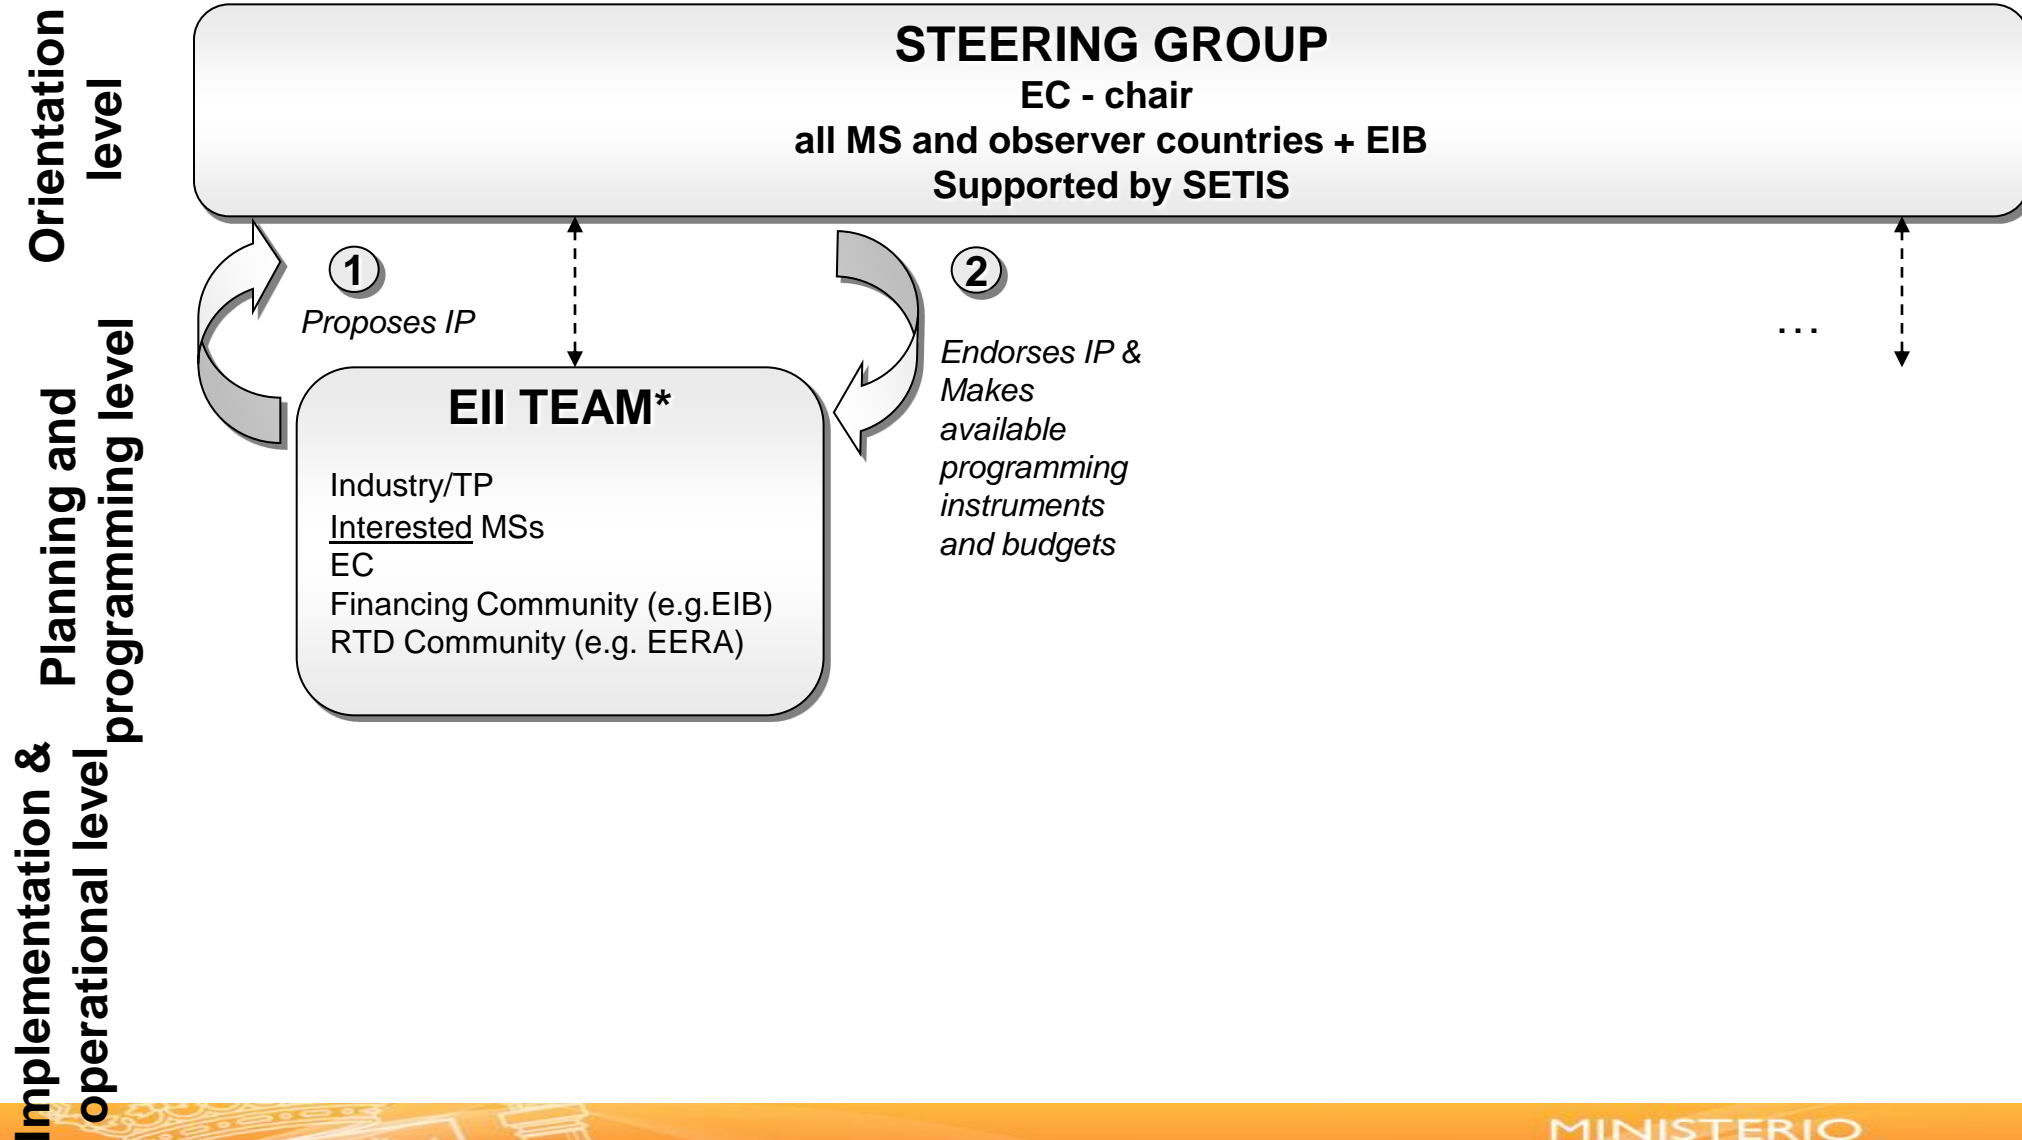 Orientation
level
STEERING GROUP
EC - chair
all MS and observer countries + EIB
Supported by SETIS
1
Proposes IP
2
Endorses IP &
Makes
available
programming
instruments
and budgets
...
Planning and
programming level
EII TEAM*
Industry/TP
Interested MSs
EC
Financing Community (e.g.EIB)
RTD Community (e.g. EERA)
Implementation &
operational level
MINISTERIO